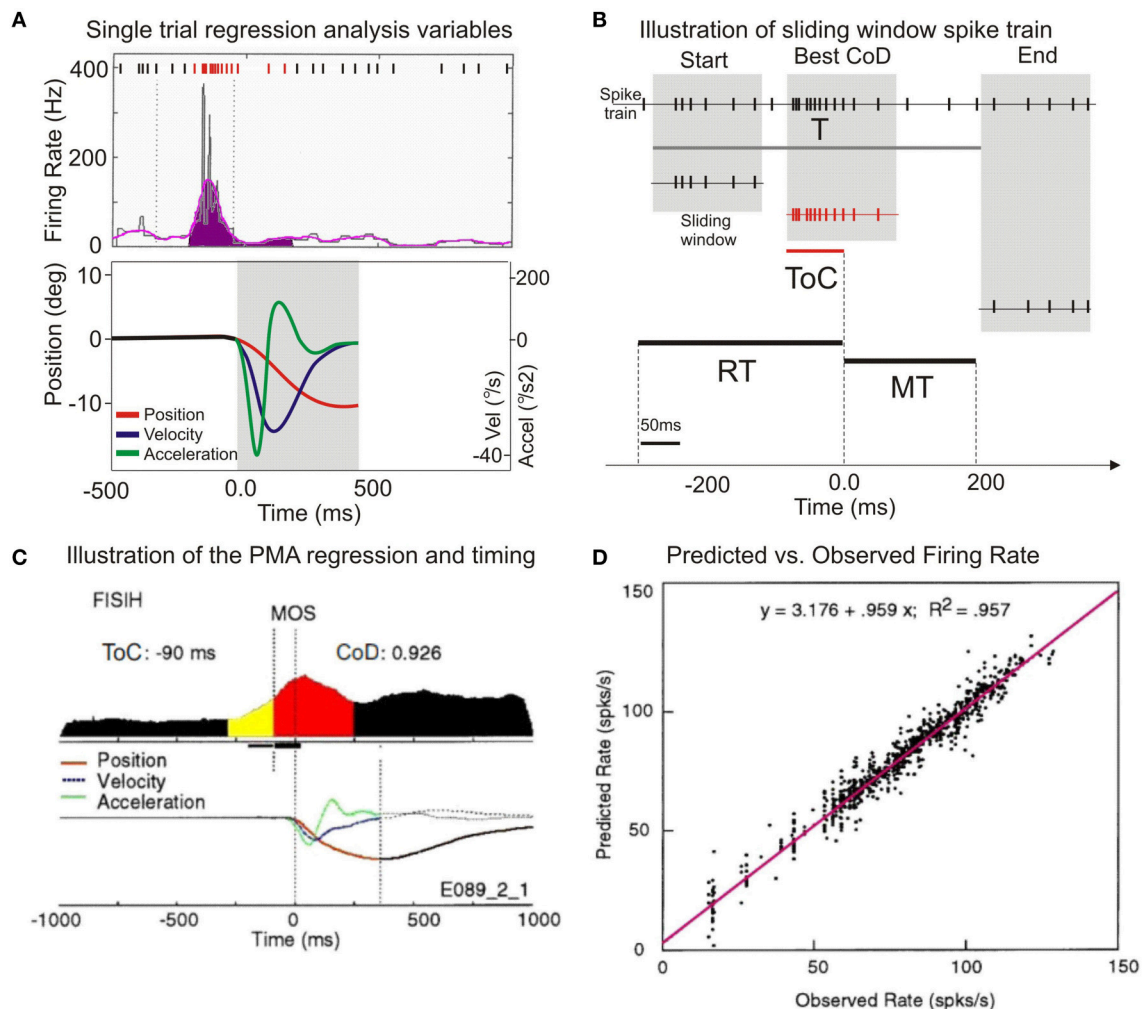 A
Single trial regression analysis variables
400
200
0
Firing Rate (Hz)
10
0
-10
Position (deg)
200
0
-40
Vel (°/s)
Accel (°/s2)
Position
Velocity
Acceleration
-500
0.0
500
Time (ms)
B
Illustration of sliding window spike train
Start
Best CoD
End
Spike
train
T
Sliding
window
ToC
RT
MT
50ms
-200
0.0
200
Time (ms)
C
Illustration of the PMA regression and timing
FISIH
MOS
ToC: -90 ms
CoD: 0.926
Position
Velocity
Acceleration
E089_2_1
-1000
-500
0
500
1000
Time (ms)
D
Predicted vs. Observed Firing Rate
150
y = 3.176 + .959 x; R2 = .957
100
50
0
Predicted Rate (spks/s)
0
50
100
150
Observed Rate (spks/s)